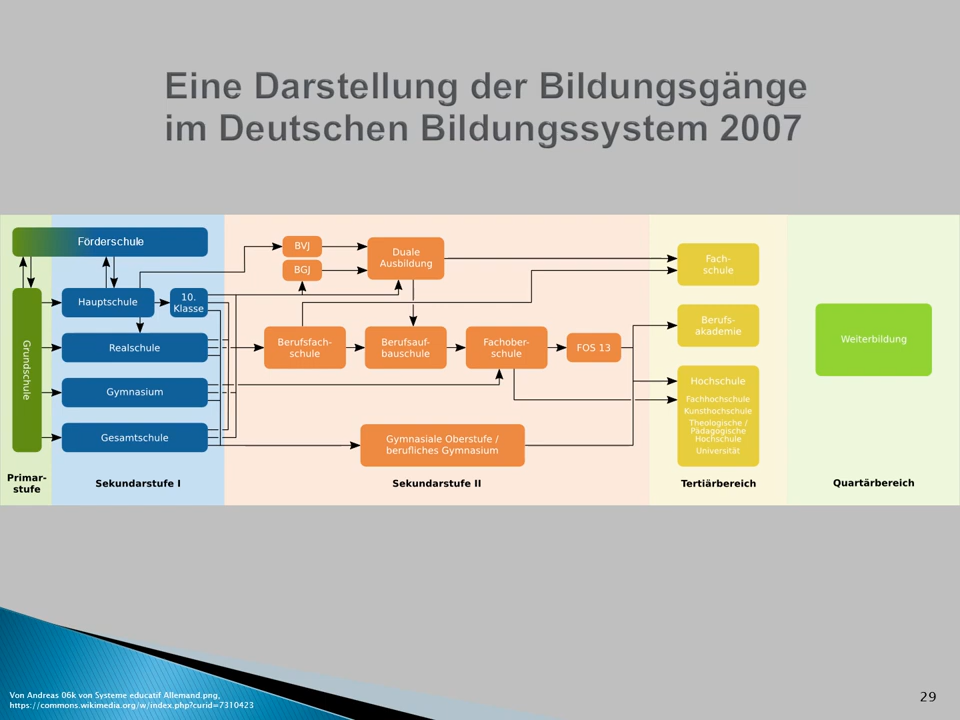 Eine Darstellung der Bildungsgänge
im Deutschen Bildungssystem 2007
Förderschule
Grundschule
Hauptschule
10.
Klasse
Realschule
Gymnasium
Gesamtschule
BVJ
BGJ
Duale
Ausbildung
Berufsfach-
schule
Berufsauf-
bauschule
Fachober-
schule
FOS 13
Gymnasiale Oberstufe /
berufliches Gymnasium
Fach-
schule
Berufs-
akademie
Hochschule
Fachhochschule
Kunsthochschule
Theologische /
Pädagogische
Hochschule
Universität
Weiterbildung
Primar-
stufe
Sekundarstufe I
Sekundarstufe II
Tertiärbereich
Quartärbereich
Von Andreas 06k von Systeme educatif Allemand.png,
https://commons.wikimedia.org/w/index.php?curid=7310423
29